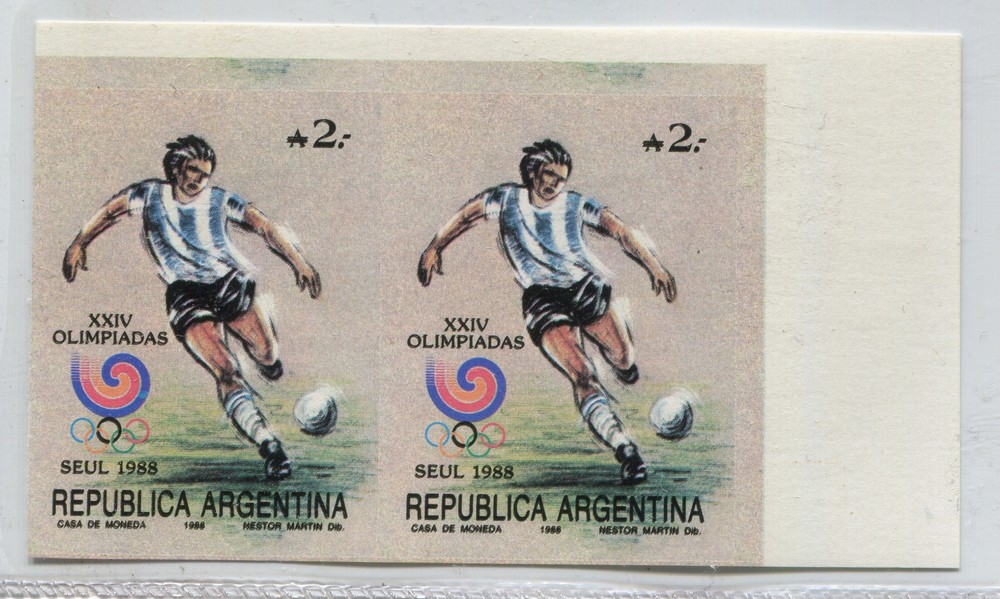 ₳2.-
XXIV
OLIMPIADAS
SEUL 1988
REPUBLICA ARGENTINA
CASA DE MONEDA 1988 NESTOR MARTIN Dib.
₳2.-
XXIV
OLIMPIADAS
SEUL 1988
REPUBLICA ARGENTINA
CASA DE MONEDA 1988 NESTOR MARTIN Dib.